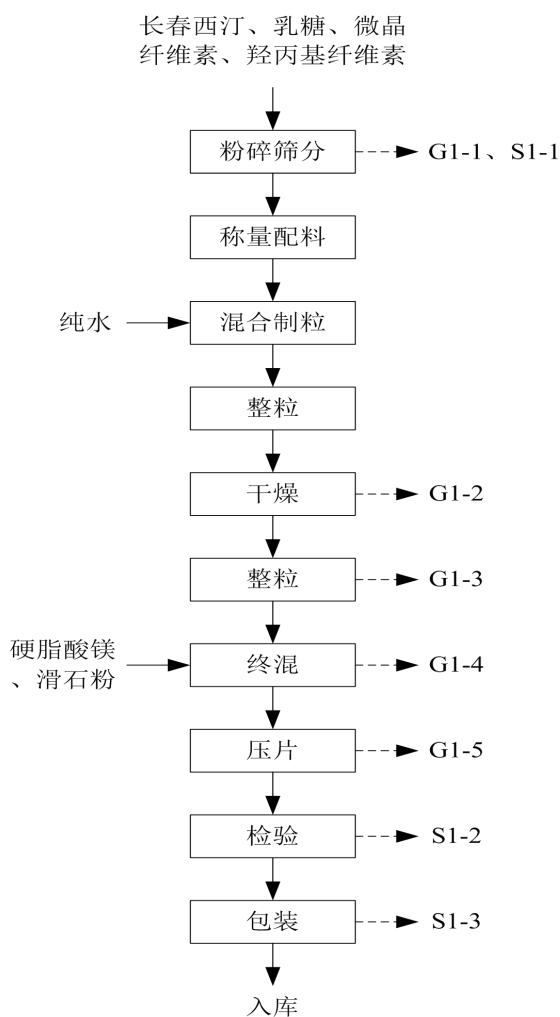 长春西汀、乳糖、微晶
纤维素、羟丙基纤维素
粉碎筛分
G1-1、S1-1
称量配料
纯水
混合制粒
整粒
干燥
G1-2
整粒
G1-3
硬脂酸镁
、滑石粉
终混
G1-4
压片
G1-5
检验
S1-2
包装
S1-3
入库